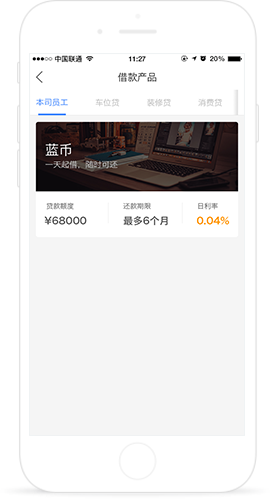 中国联通 11:27 20%
借款产品
本司员工 车位贷 装修贷 消费贷
蓝币
一天起借，随时可还
贷款额度 还款期限 日利率
¥68000 最多6个月 0.04%